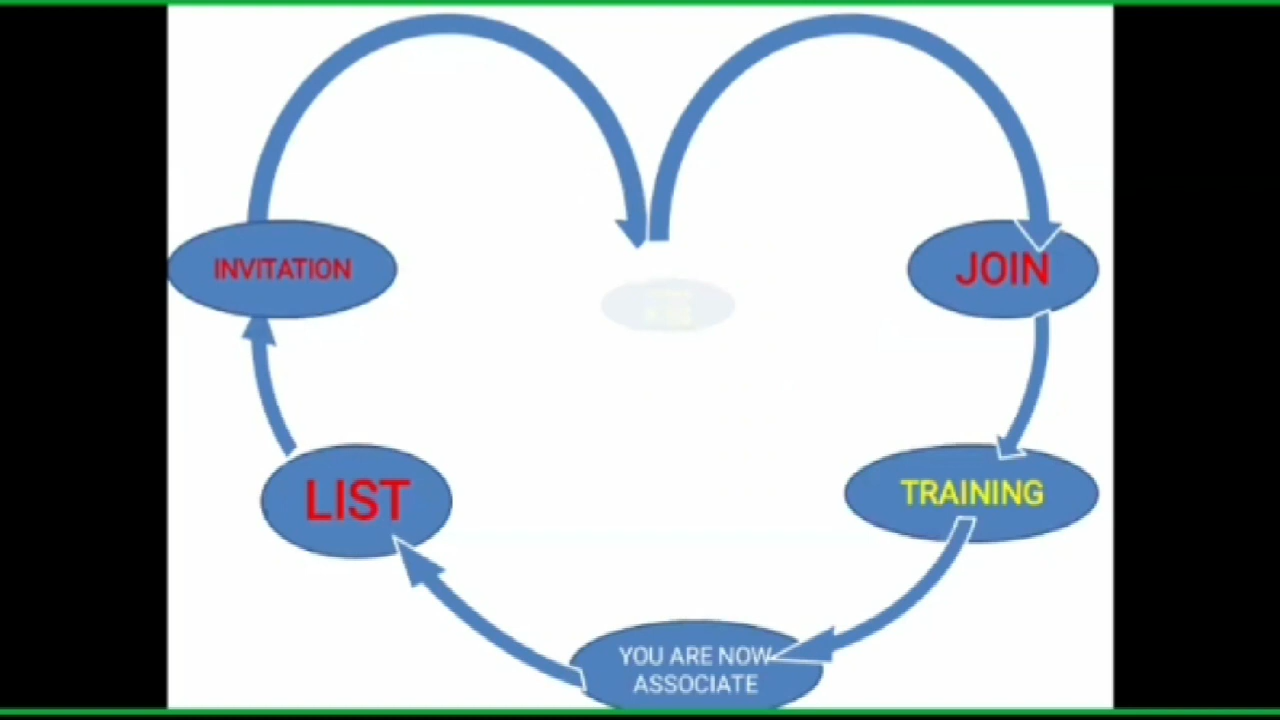 INVITATION
JOIN
LIST
TRAINING
YOU ARE NOW
ASSOCIATE